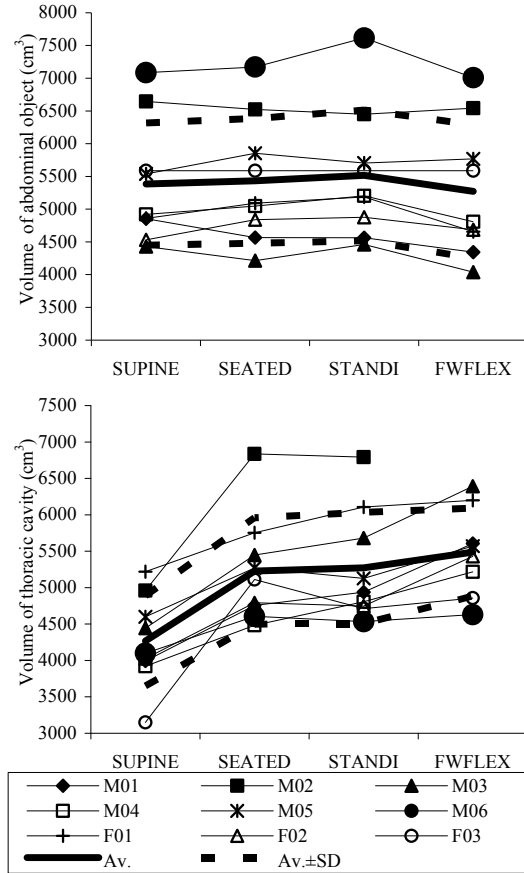 Volume of abdominal object (cm³)
8000
7500
7000
6500
6000
5500
5000
4500
4000
3500
3000
SUPINE SEATED STANDI FWFLEX
Volume of thoracic cavity (cm³)
7500
7000
6500
6000
5500
5000
4500
4000
3500
3000
SUPINE SEATED STANDI FWFLEX
M01 M02 M03
M04 M05 M06
F01 F02 F03
Av. Av.±SD